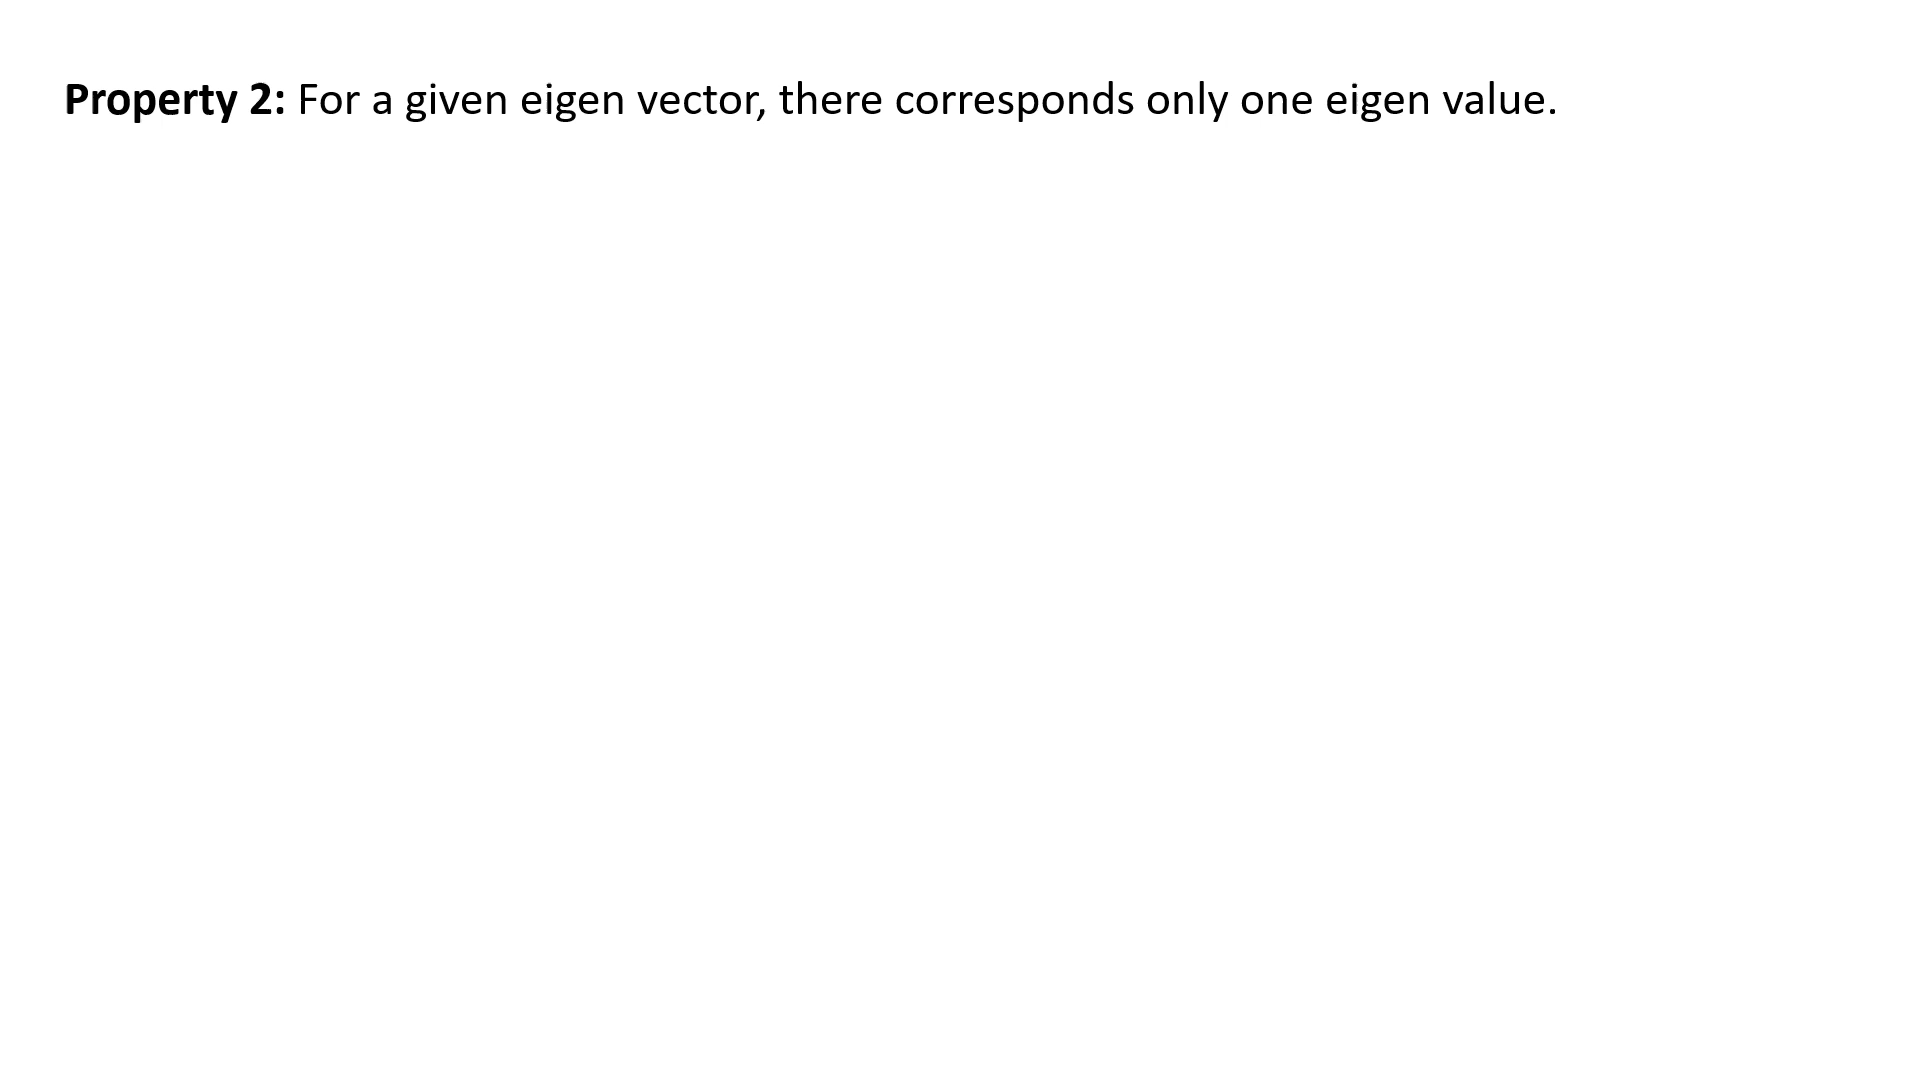 Property 2: For a given eigen vector, there corresponds only one eigen value.